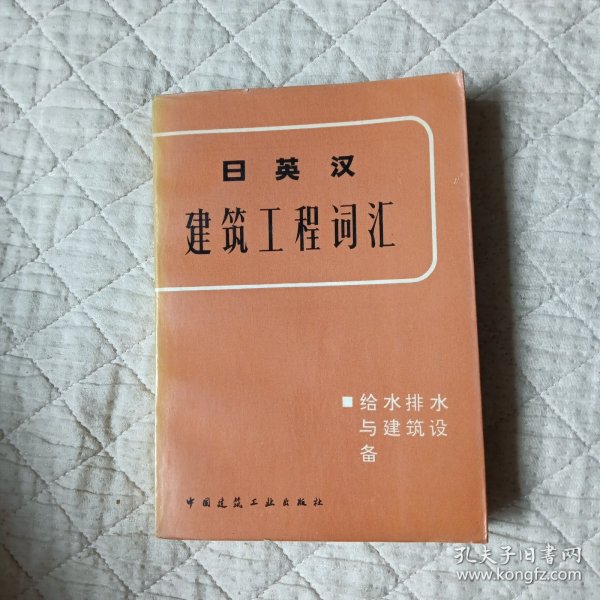 日英汉
建筑工程词汇
■给水排水
与建筑设
备
中国建筑工业出版社
孔夫子旧书网
www.kongfz.com